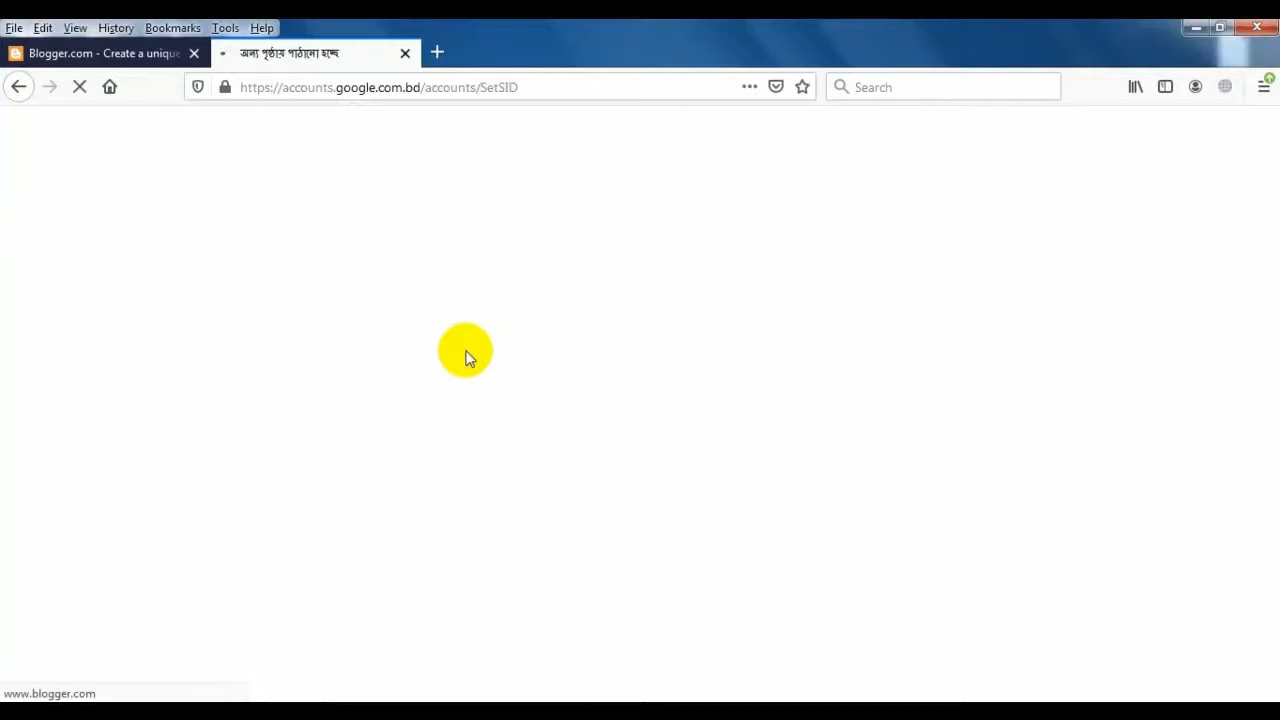 File Edit View History Bookmarks Tools Help
Blogger.com - Create a unique
অন্য পৃষ্ঠায় পাঠানো হচ্ছে
https://accounts.google.com.bd/accounts/SetSID
Search
www.blogger.com